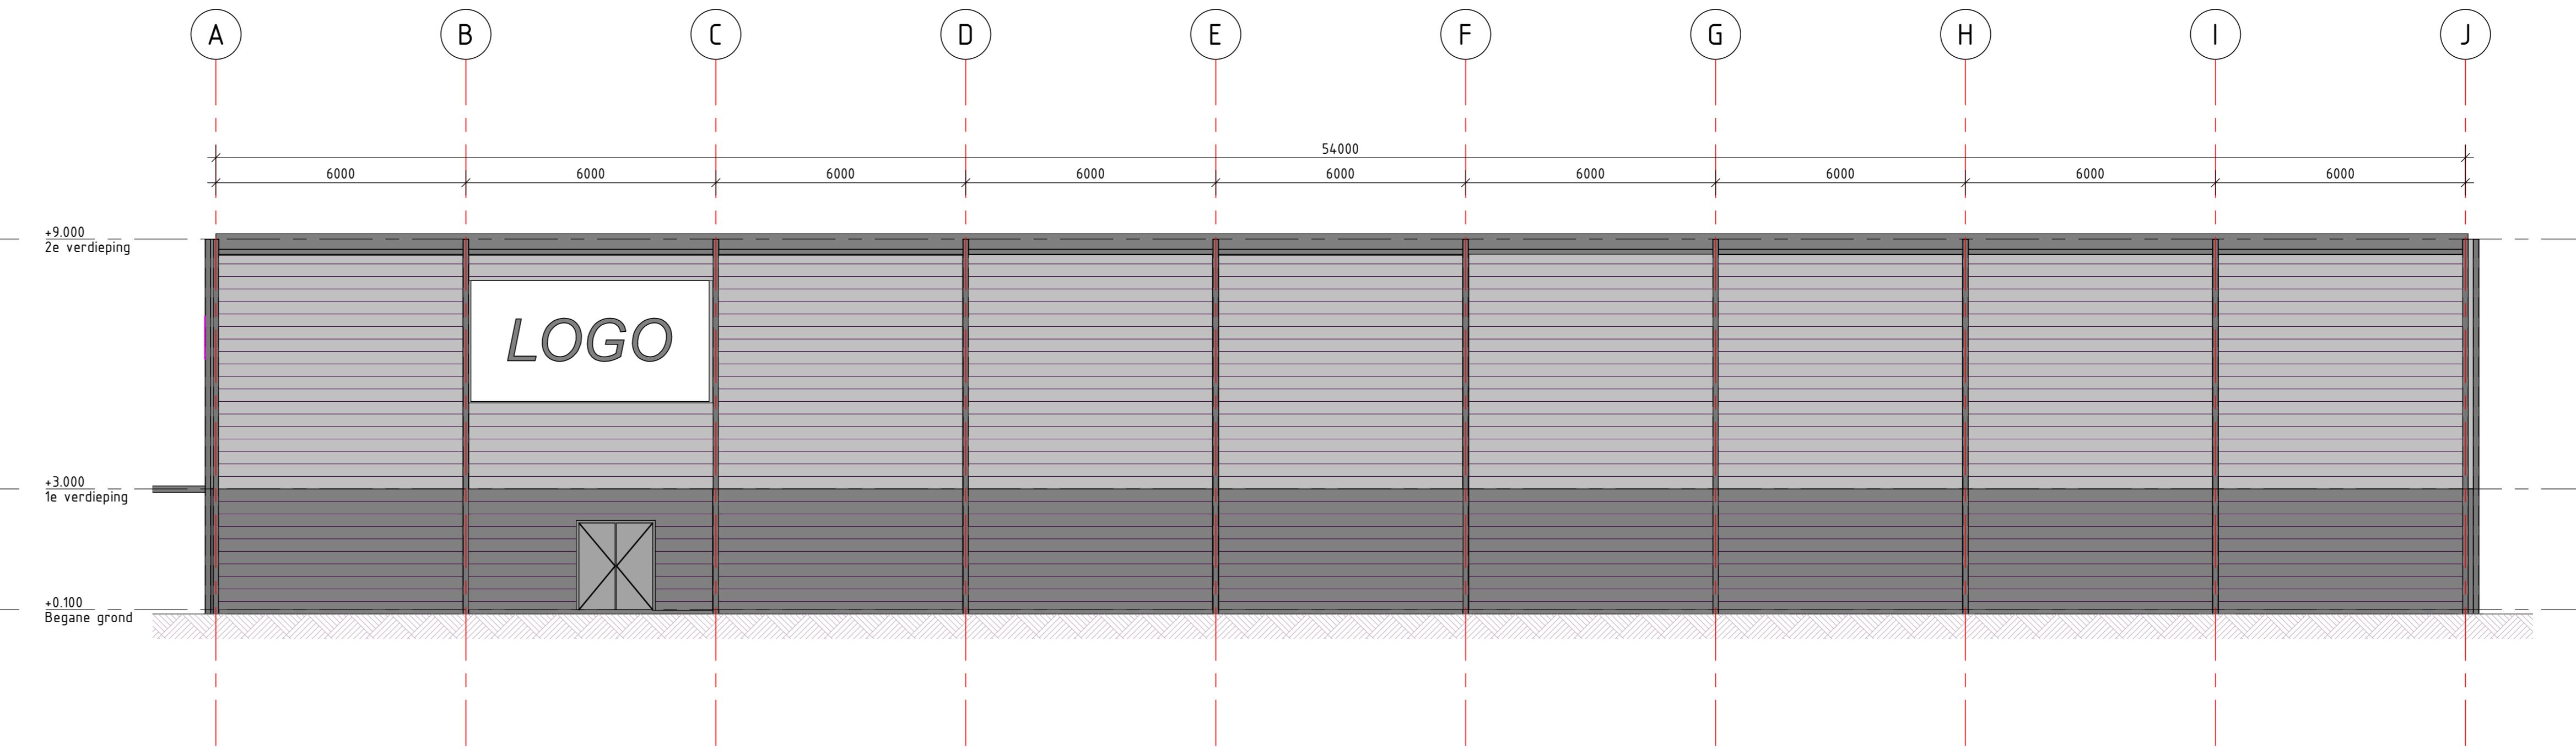 A B C D E F G H I J
54000
6000 6000 6000 6000 6000 6000 6000 6000 6000
+9.000
2e verdieping
LOGO
+3.000
1e verdieping
+0.100
Begane grond